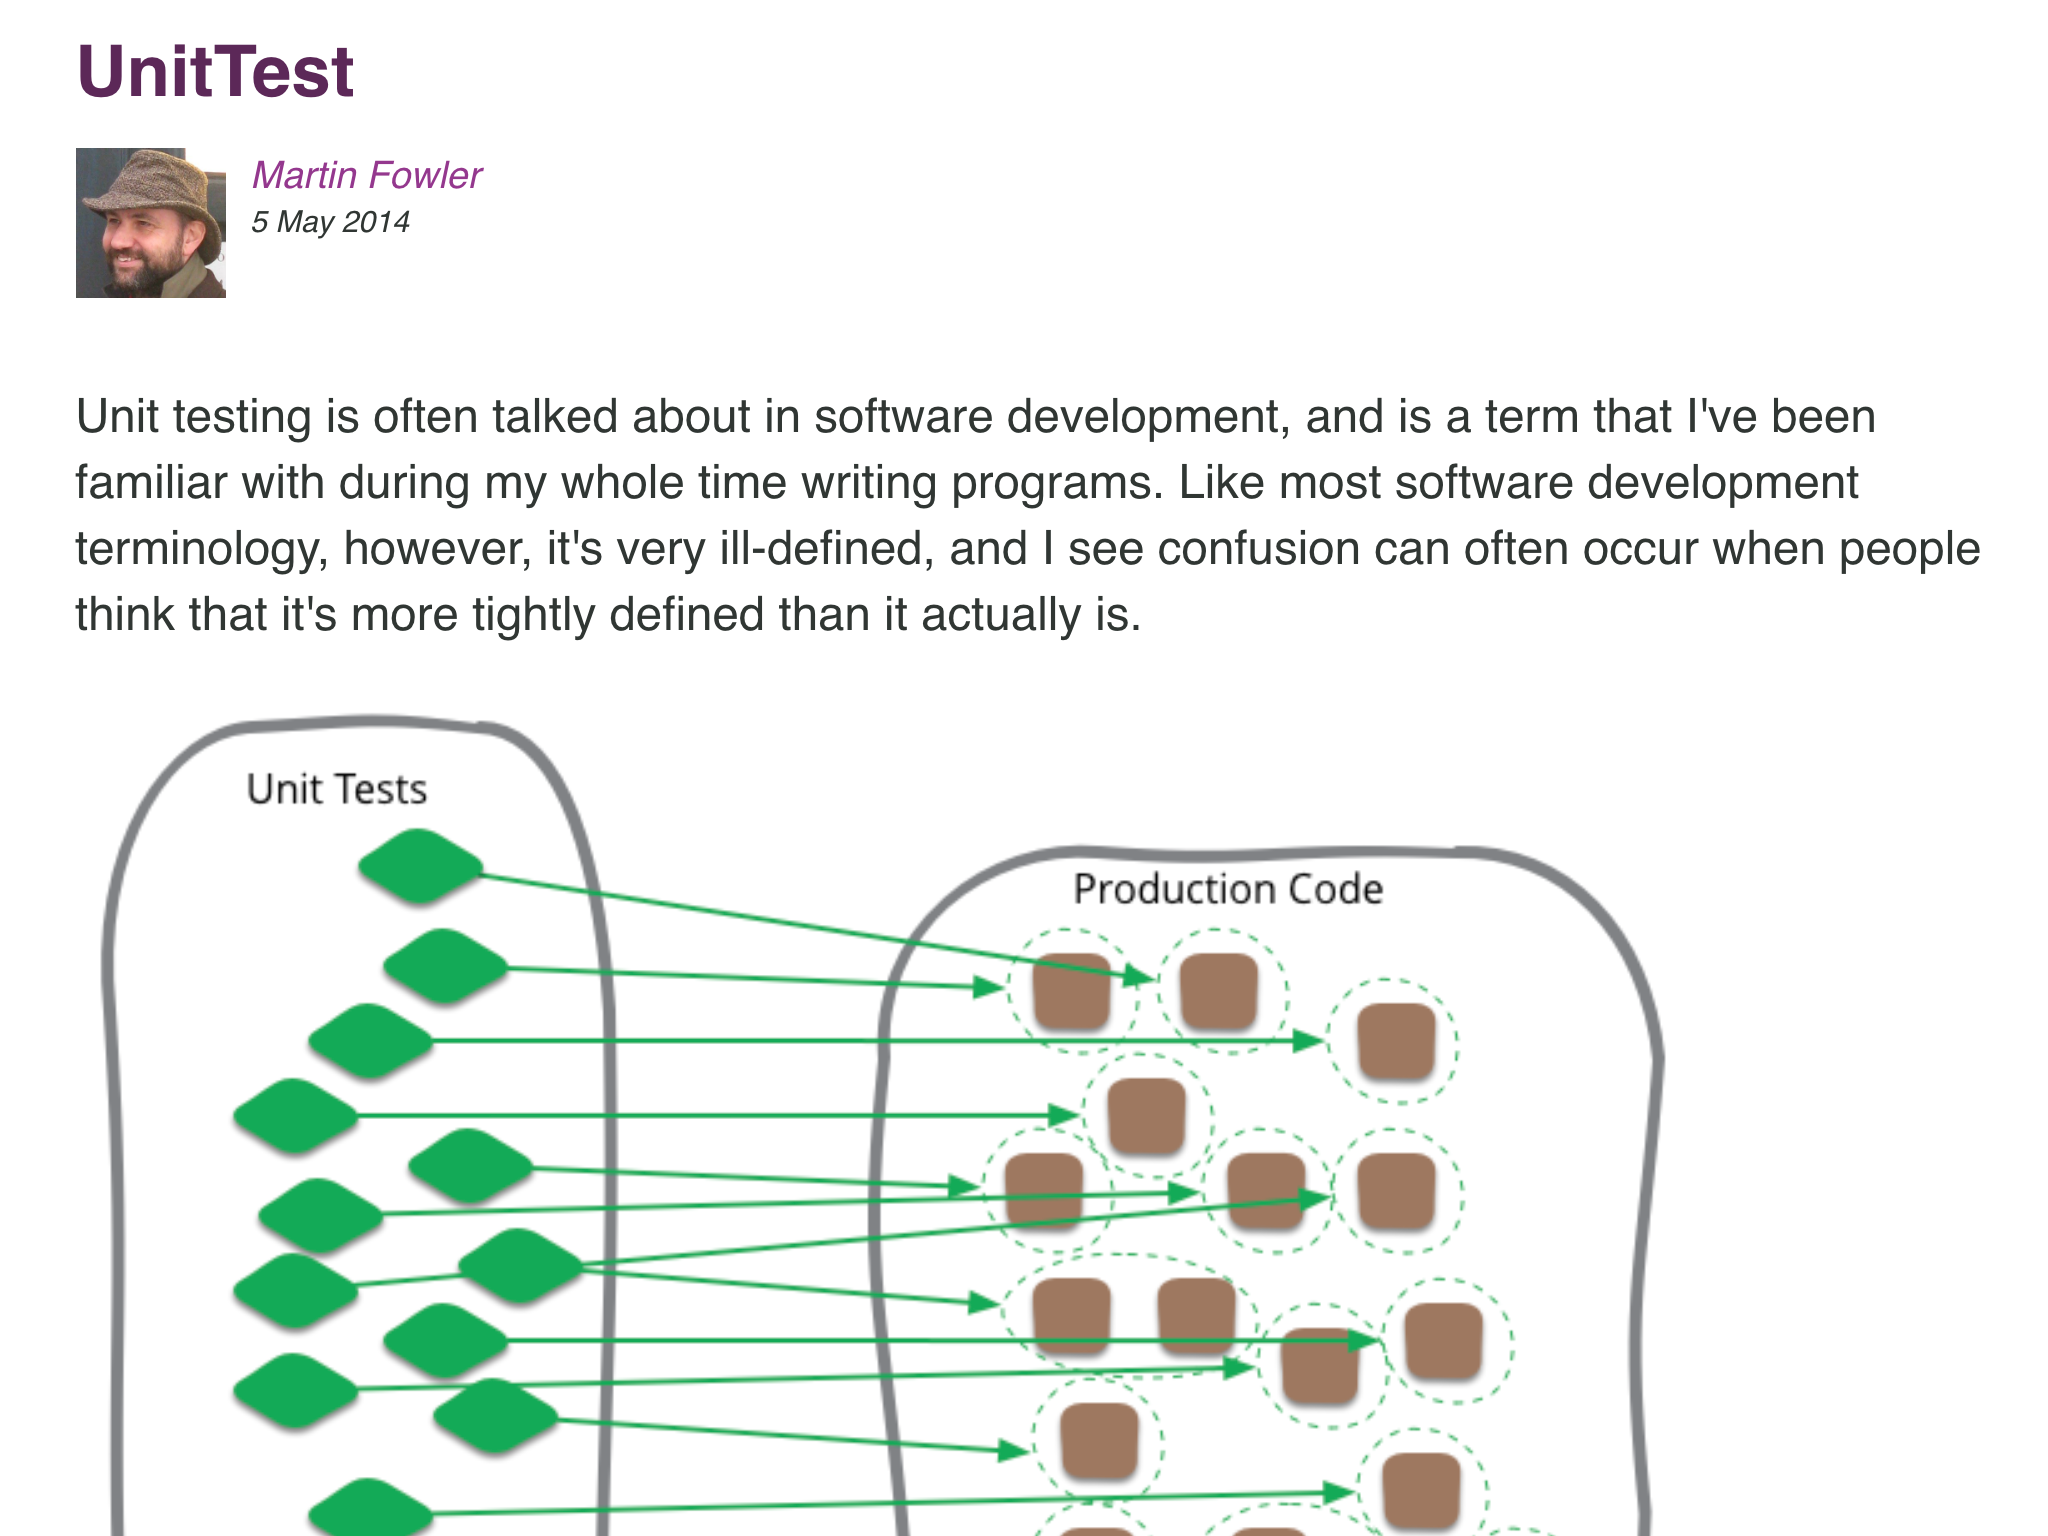 UnitTest
Martin Fowler
5 May 2014
Unit testing is often talked about in software development, and is a term that I've been
familiar with during my whole time writing programs. Like most software development
terminology, however, it's very ill-defined, and I see confusion can often occur when people
think that it's more tightly defined than it actually is.
Unit Tests
Production Code